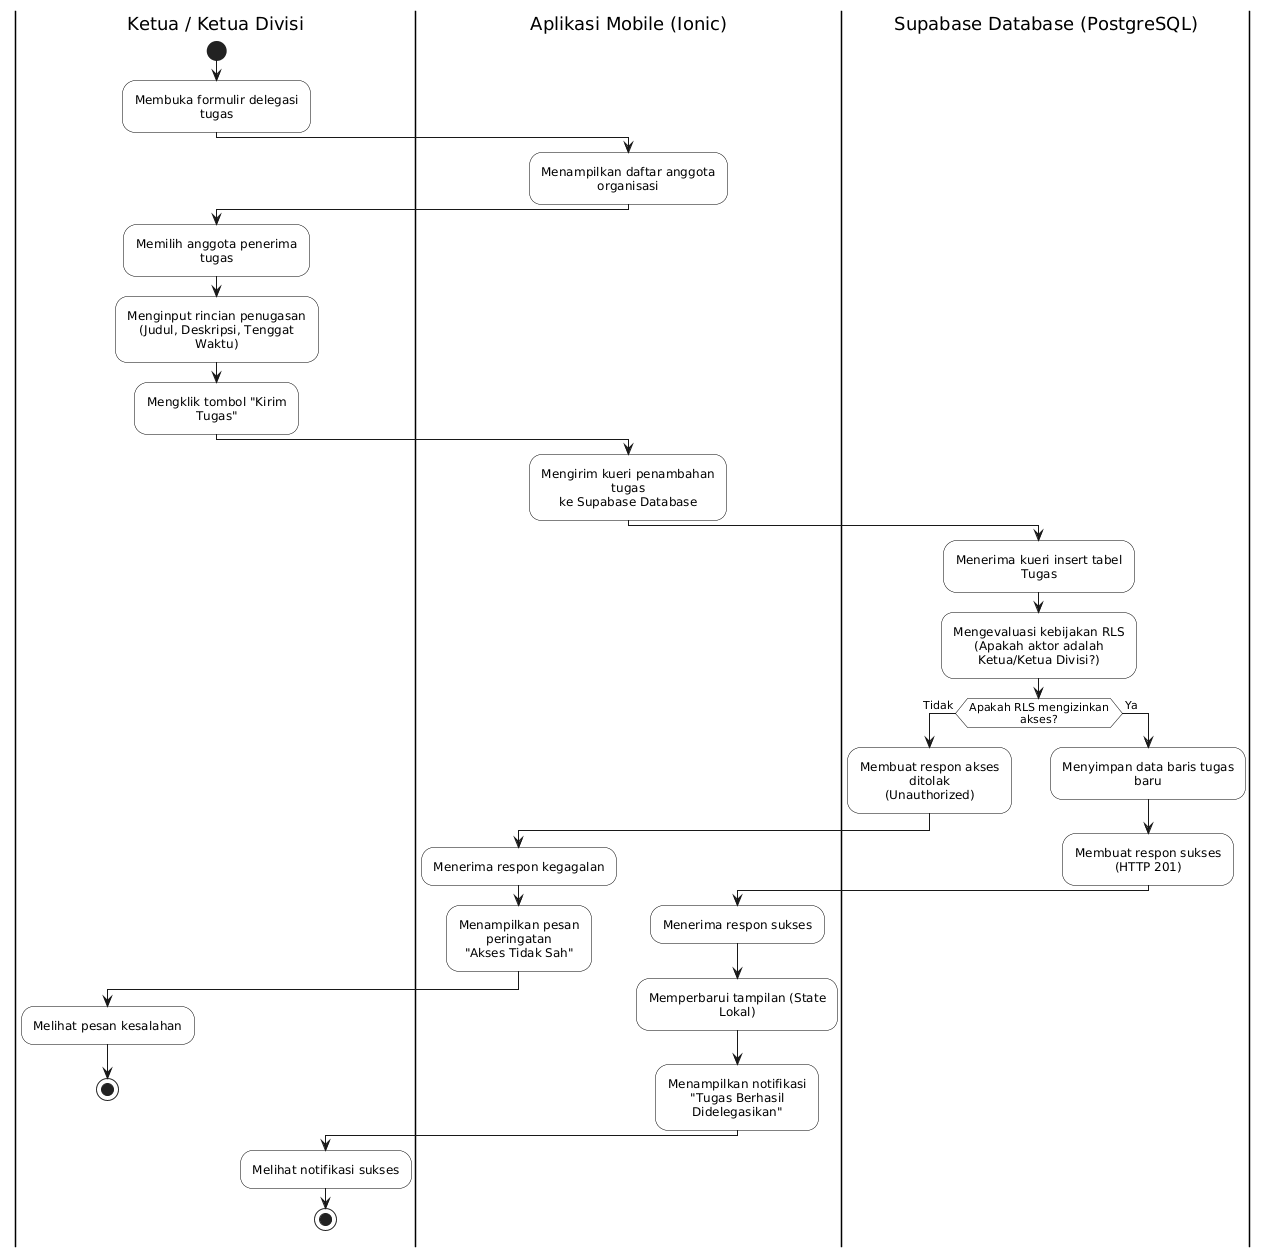 Ketua / Ketua Divisi
Aplikasi Mobile (Ionic)
Supabase Database (PostgreSQL)
Membuka formulir delegasi
tugas
Menampilkan daftar anggota
organisasi
Memilih anggota penerima
tugas
Menginput rincian penugasan
(Judul, Deskripsi, Tenggat
Waktu)
Mengklik tombol "Kirim
Tugas"
Mengirim kueri penambahan
tugas
ke Supabase Database
Menerima kueri insert tabel
Tugas
Mengevaluasi kebijakan RLS
(Apakah aktor adalah
Ketua/Ketua Divisi?)
Tidak
Apakah RLS mengizinkan
akses?
Ya
Membuat respon akses
ditolak
(Unauthorized)
Menyimpan data baris tugas
baru
Menerima respon kegagalan
Membuat respon sukses
(HTTP 201)
Menampilkan pesan
peringatan
"Akses Tidak Sah"
Menerima respon sukses
Melihat pesan kesalahan
Memperbarui tampilan (State
Lokal)
Menampilkan notifikasi
"Tugas Berhasil
Didelegasikan"
Melihat notifikasi sukses